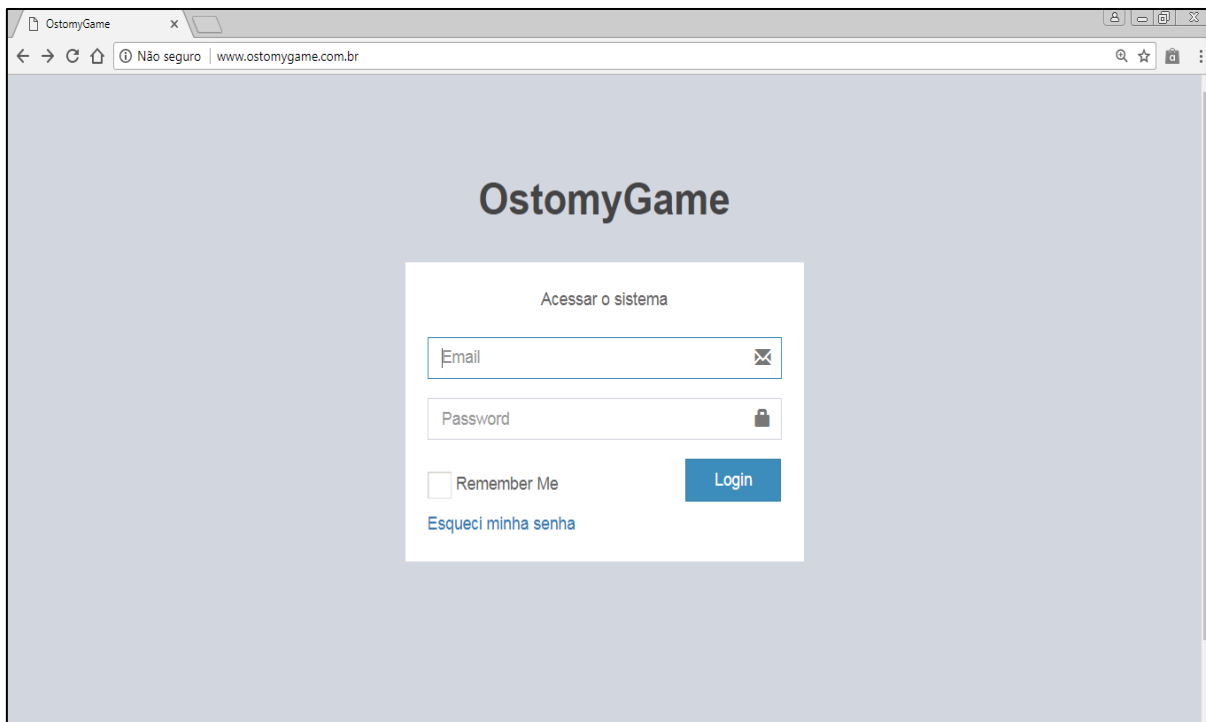 OstomyGame
Não seguro | www.ostomygame.com.br
OstomyGame
Acessar o sistema
Email
Password
Remember Me
Login
Esqueci minha senha